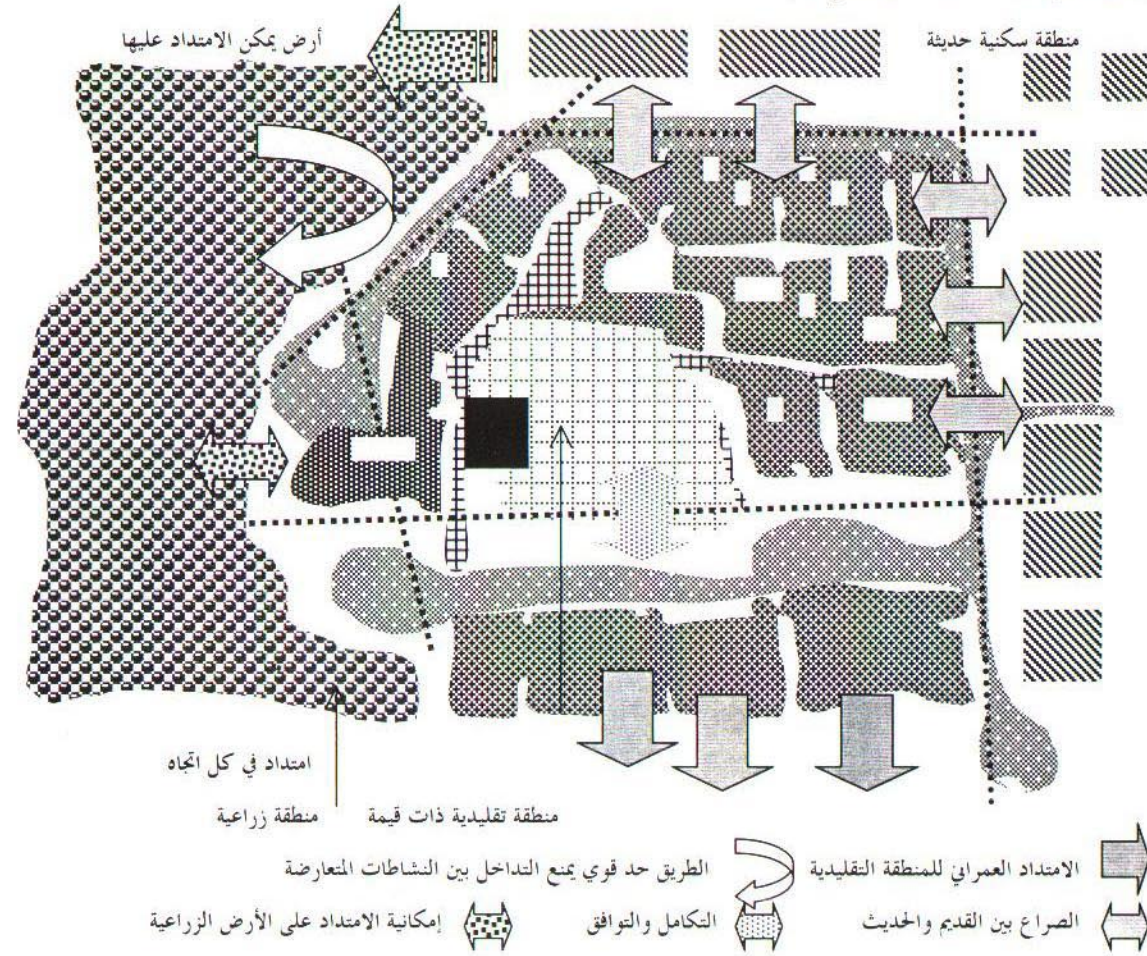 منطقة سكنية حديثة
أرض يمكن الامتداد عليها
امتداد في كل اتجاه
منطقة تقليدية ذات قيمة
منطقة زراعية
الامتداد العمراني للمنطقة التقليدية
الطريق حد قوي يمنع التداخل بين النشاطات المتعارضة
الصراع بين القديم والحديث
التكامل والتوافق
إمكانية الامتداد على الأرض الزراعية